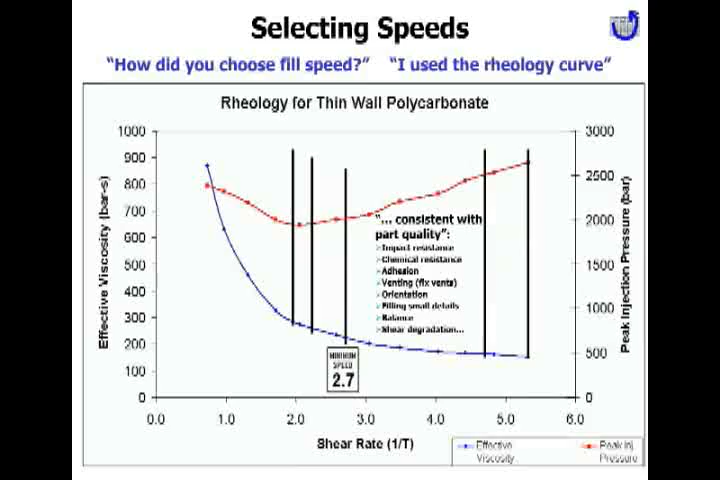 Selecting Speeds
“How did you choose fill speed?” “I used the rheology curve”
Rheology for Thin Wall Polycarbonate
1000
900
800
700
600
500
400
300
200
100
0
Effective Viscosity (bar-s)
3000
2500
2000
1500
1000
500
0
Peak Injection Pressure (bar)
“... consistent with
part quality”:
Impact resistance
Chemical resistance
Adhesion
Venting (fix vents)
Orientation
Filling small details
Balance
Shear degradation...
MINIMUM
SPEED
2.7
0.0 1.0 2.0 3.0 4.0 5.0 6.0
Shear Rate (1/T)
Effective
Viscosity
Peak Inj
Pressure